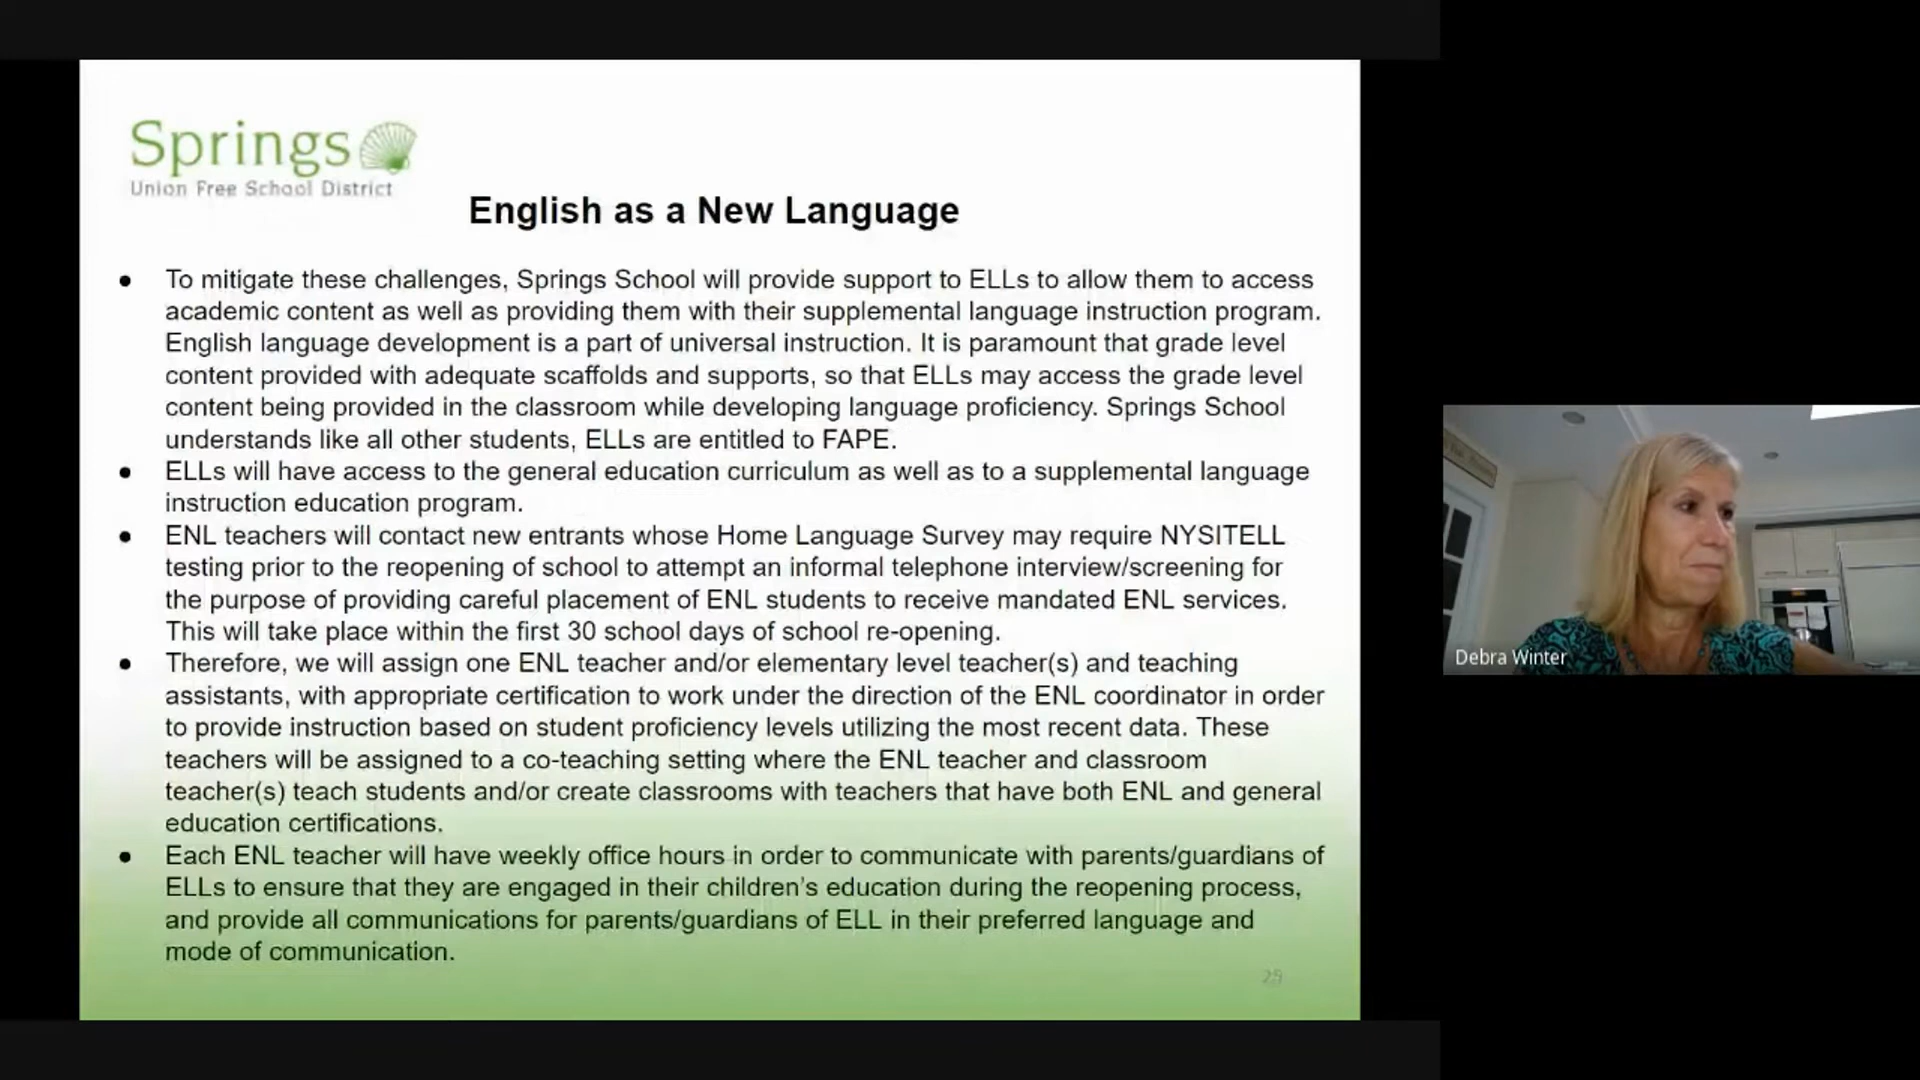 Springs
Union Free School District
English as a New Language
● To mitigate these challenges, Springs School will provide support to ELLs to allow them to access
academic content as well as providing them with their supplemental language instruction program.
English language development is a part of universal instruction. It is paramount that grade level
content provided with adequate scaffolds and supports, so that ELLs may access the grade level
content being provided in the classroom while developing language proficiency. Springs School
understands like all other students, ELLs are entitled to FAPE.
● ELLs will have access to the general education curriculum as well as to a supplemental language
instruction education program.
● ENL teachers will contact new entrants whose Home Language Survey may require NYSITELL
testing prior to the reopening of school to attempt an informal telephone interview/screening for
the purpose of providing careful placement of ENL students to receive mandated ENL services.
This will take place within the first 30 school days of school re-opening.
● Therefore, we will assign one ENL teacher and/or elementary level teacher(s) and teaching
assistants, with appropriate certification to work under the direction of the ENL coordinator in order
to provide instruction based on student proficiency levels utilizing the most recent data. These
teachers will be assigned to a co-teaching setting where the ENL teacher and classroom
teacher(s) teach students and/or create classrooms with teachers that have both ENL and general
education certifications.
● Each ENL teacher will have weekly office hours in order to communicate with parents/guardians of
ELLs to ensure that they are engaged in their children's education during the reopening process,
and provide all communications for parents/guardians of ELL in their preferred language and
mode of communication.
Debra Winter